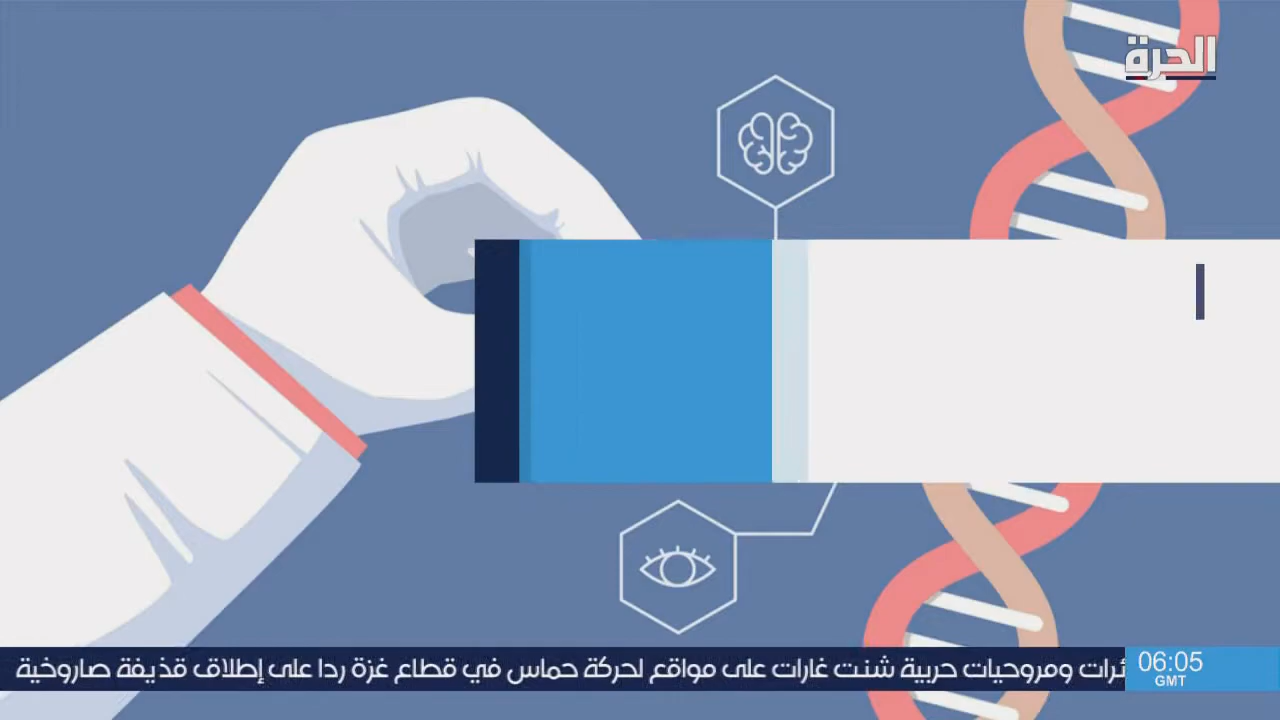 الحرة
ئرات ومروحيات حربية شنت غارات على مواقع لحركة حماس في قطاع غزة ردا على إطلاق قذيفة صاروخية
06:05
GMT